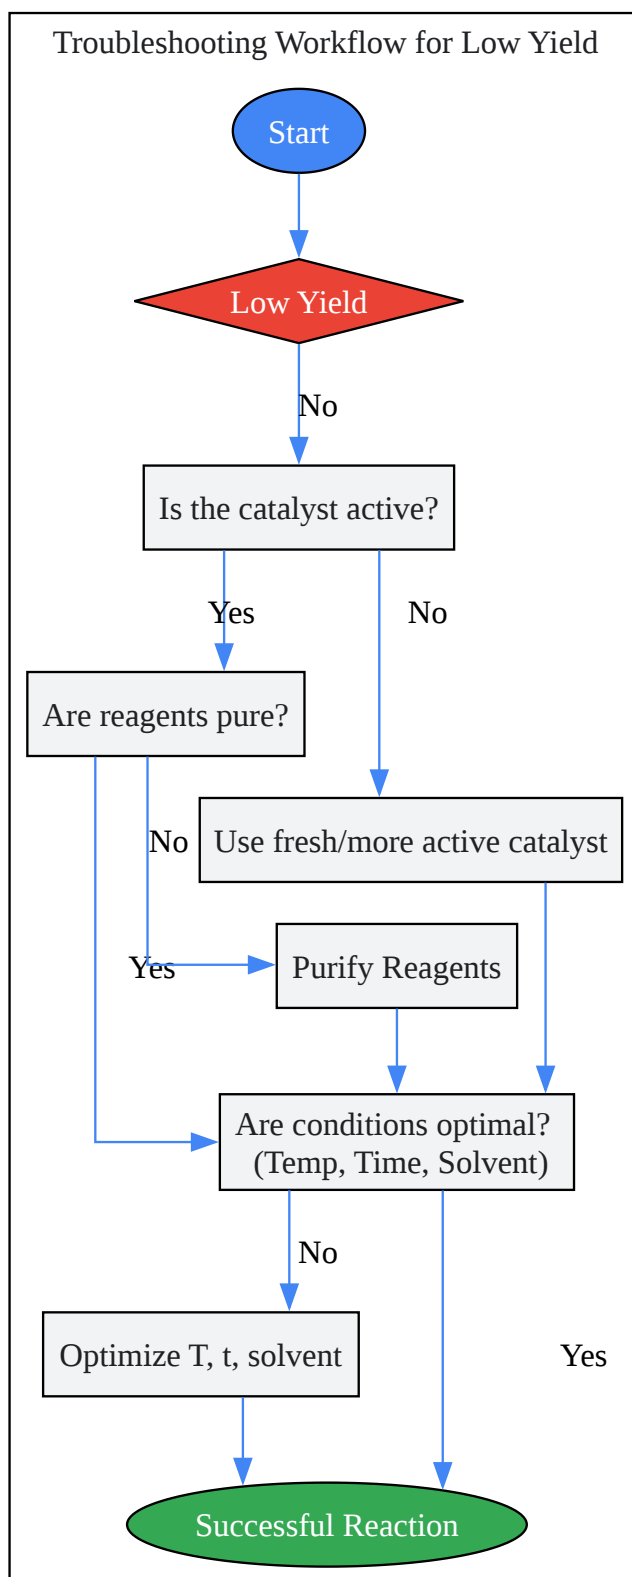 Troubleshooting Workflow for Low Yield
Start
Low Yield
No
Is the catalyst active?
Yes
No
Are reagents pure?
No
Use fresh/more active catalyst
Yes
Purify Reagents
Are conditions optimal?
(Temp, Time, Solvent)
No
Optimize T, t, solvent
Yes
Successful Reaction